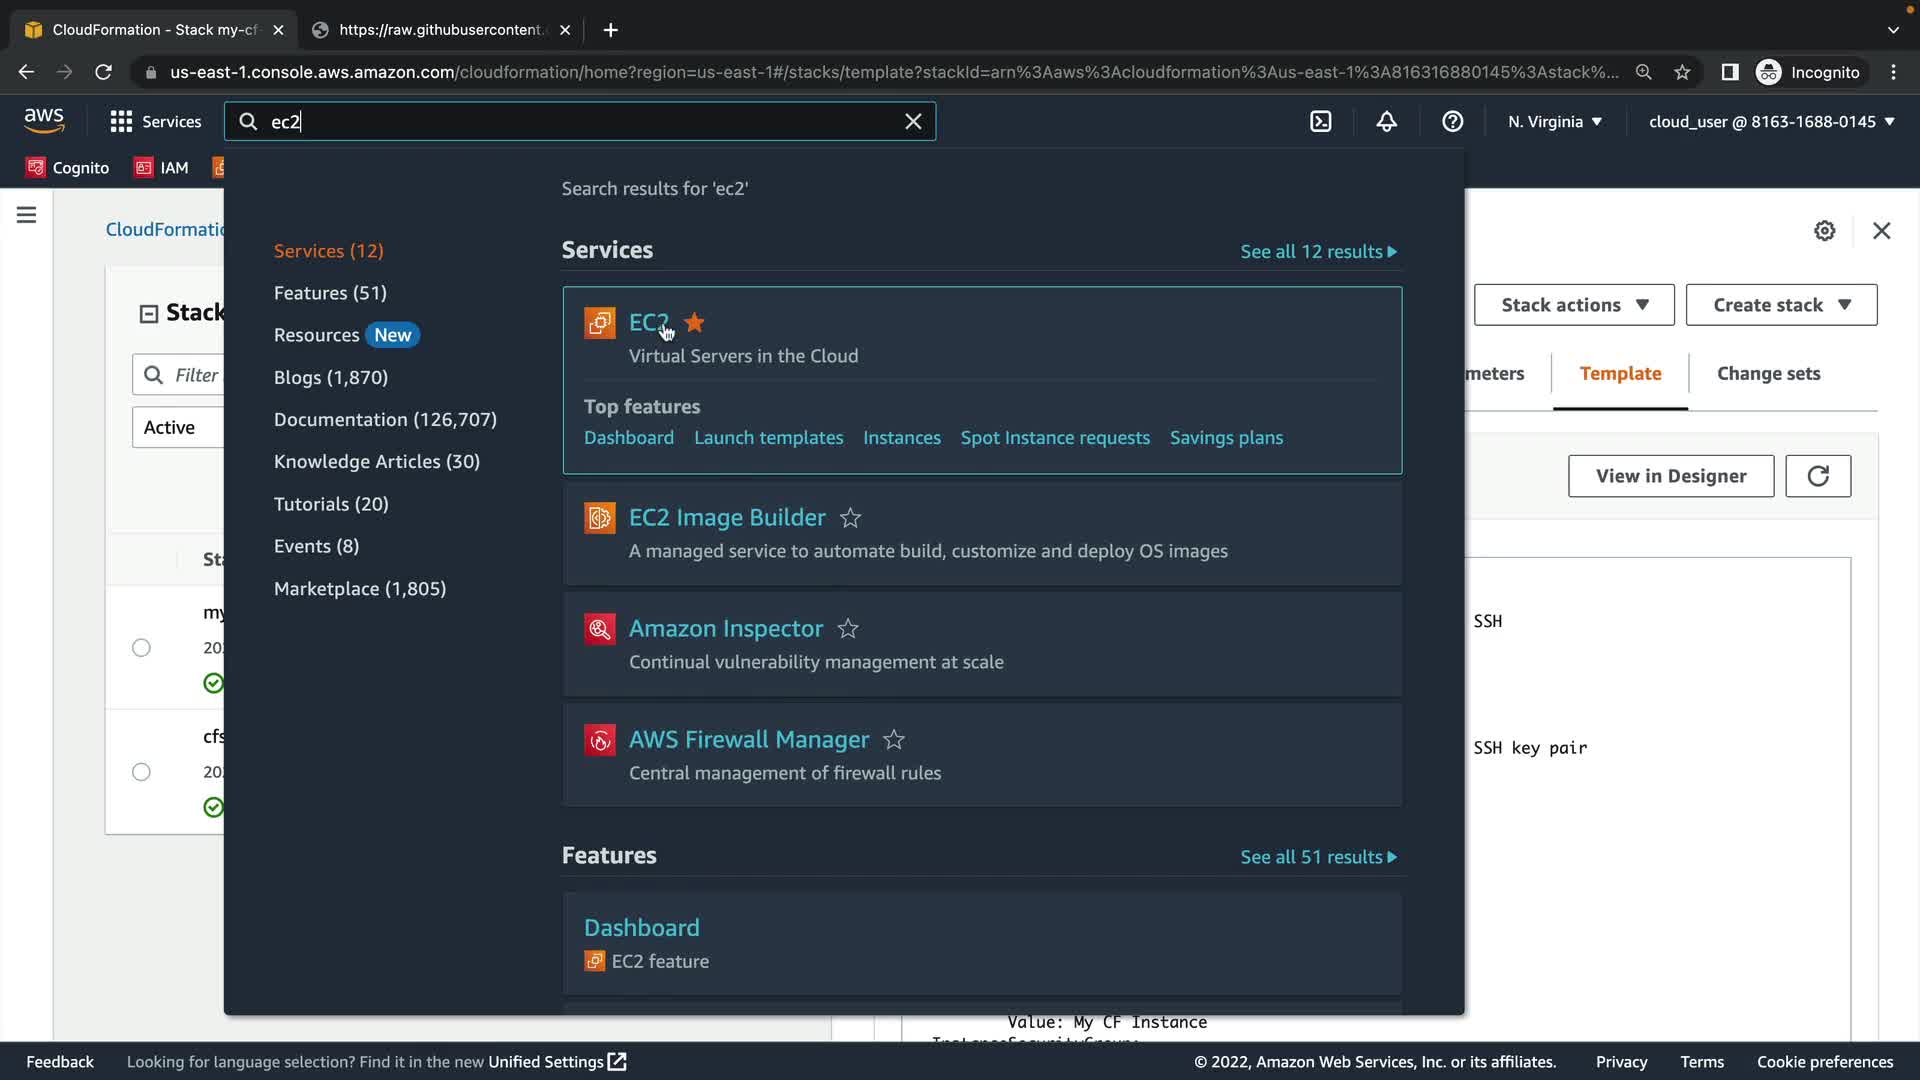 CloudFormation - Stack my-cf-
https://raw.githubusercontent.
us-east-1.console.aws.amazon.com/cloudformation/home?region=us-east-1#/stacks/template?stackId=arn%3Aaws%3Acloudformation%3Aus-east-1%3A816316880145%3Astack%...
Incognito
aws
Services
ec2
N. Virginia
cloud_user @ 8163-1688-0145
Cognito
IAM
Search results for 'ec2'
CloudFormatio
Services (12)
Features (51)
Resources New
Blogs (1,870)
Documentation (126,707)
Knowledge Articles (30)
Tutorials (20)
Events (8)
Marketplace (1,805)
Services
See all 12 results
EC2
Virtual Servers in the Cloud
Top features
Dashboard Launch templates Instances Spot Instance requests Savings plans
EC2 Image Builder
A managed service to automate build, customize and deploy OS images
Amazon Inspector
Continual vulnerability management at scale
AWS Firewall Manager
Central management of firewall rules
Features
See all 51 results
Dashboard
EC2 feature
Stack
Filter
Active
Sta
my
20
cfs
20
Stack actions
Create stack
meters
Template
Change sets
View in Designer
SSH
SSH key pair
Value: My CF Instance
InstanceSecurityGroup:
Feedback
Looking for language selection? Find it in the new Unified Settings
© 2022, Amazon Web Services, Inc. or its affiliates.
Privacy
Terms
Cookie preferences